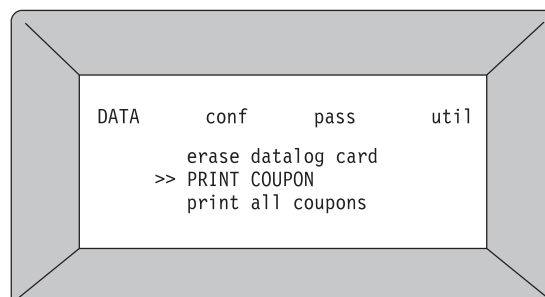 DATA conf pass util
erase datalog card
>> PRINT COUPON
print all coupons